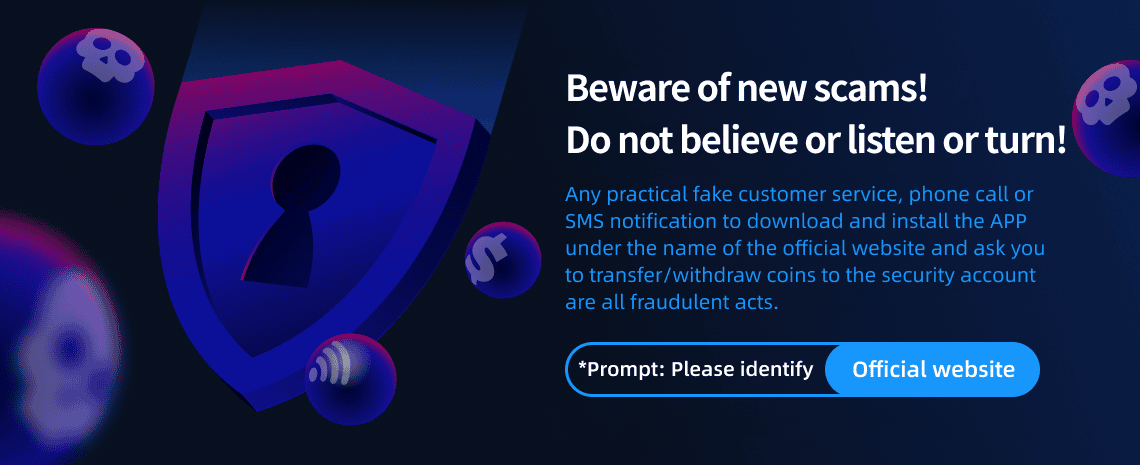 Beware of new scams!
Do not believe or listen or turn!
Any practical fake customer service, phone call or
SMS notification to download and install the APP
under the name of the official website and ask you
to transfer/withdraw coins to the security account
are all fraudulent acts.
*Prompt: Please identify Official website